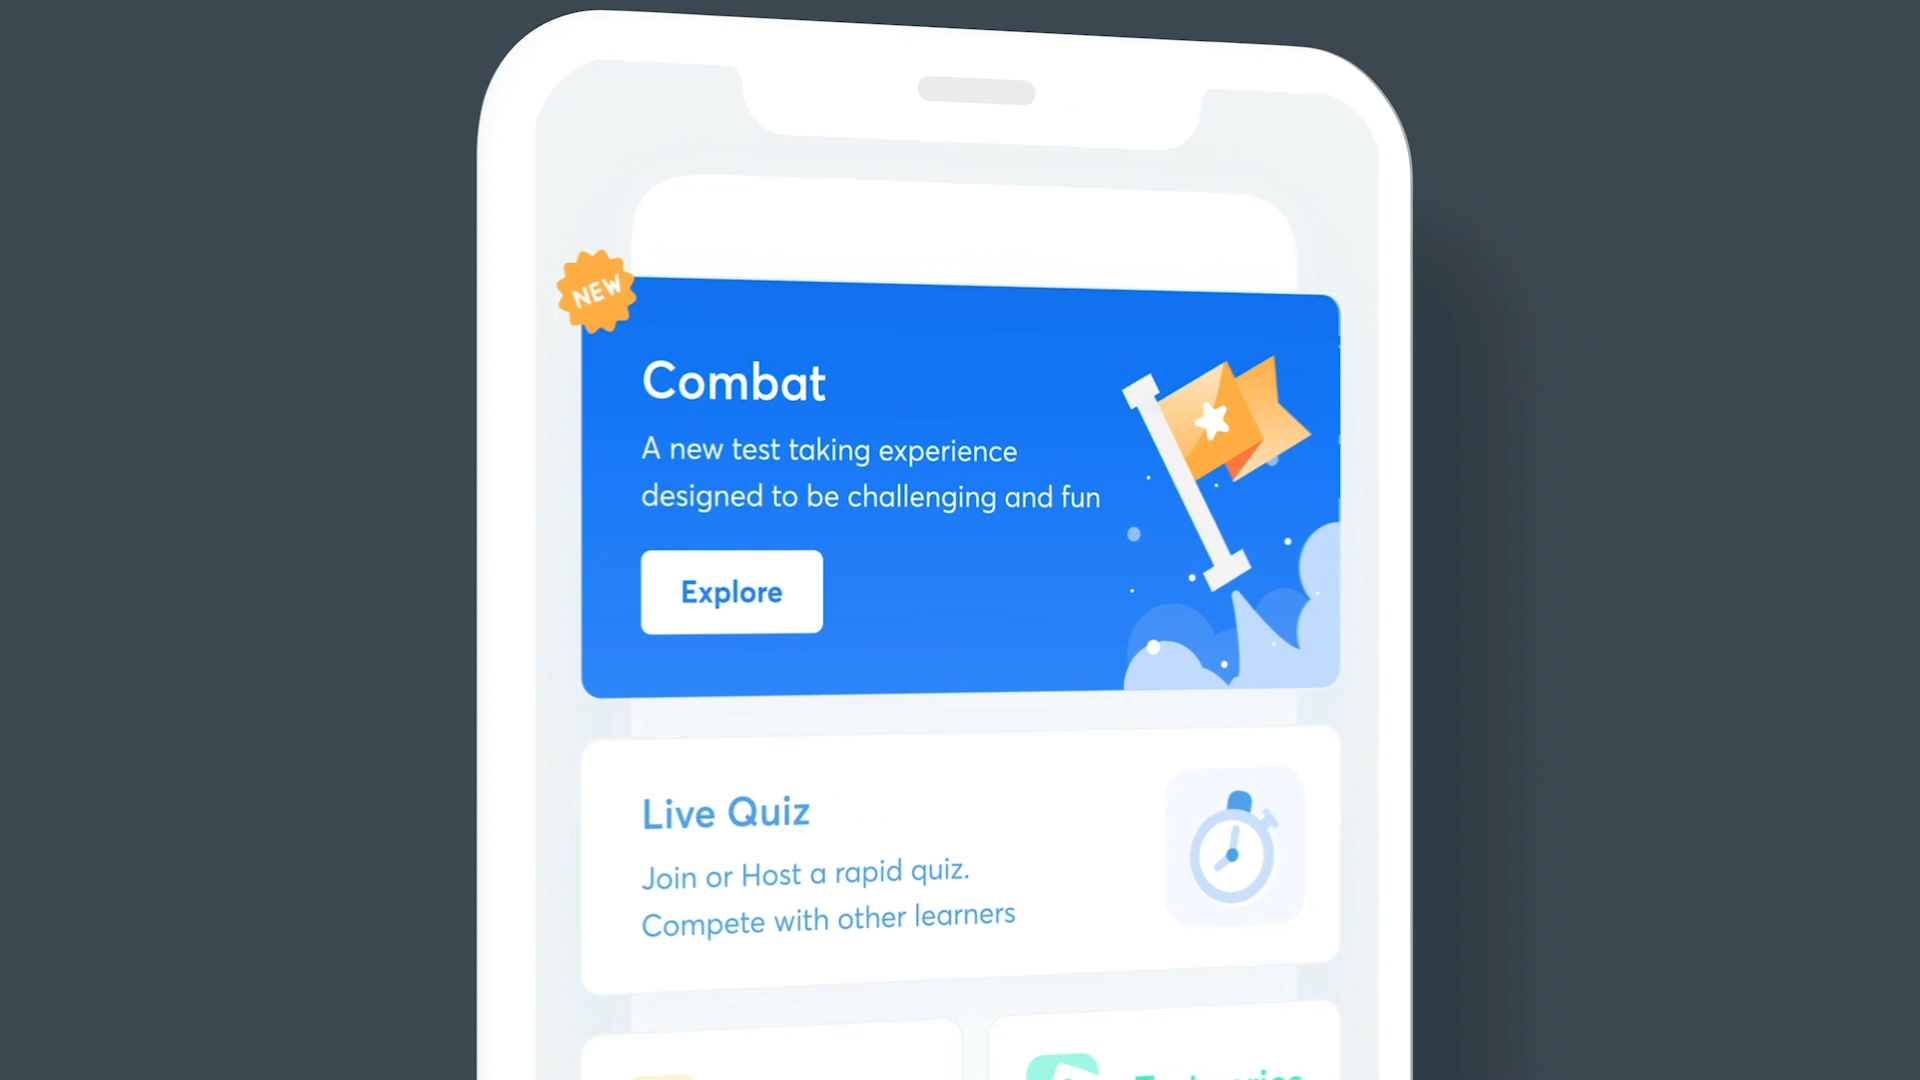 NEW
Combat
A new test taking experience
designed to be challenging and fun
Explore
Live Quiz
Join or Host a rapid quiz.
Compete with other learners